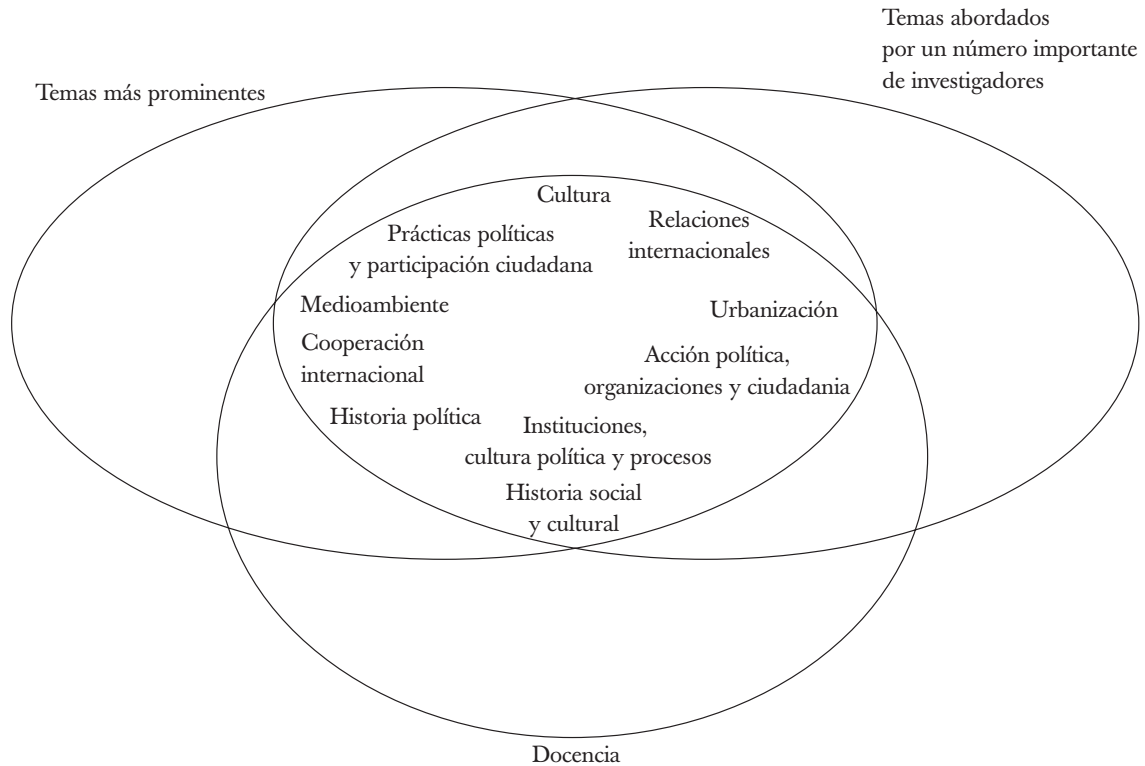 Temas abordados
por un número importante
de investigadores
Temas más prominentes
Cultura
Relaciones
internacionales
Prácticas políticas
y participación ciudadana
Medioambiente
Urbanización
Cooperación
internacional
Acción política,
organizaciones y ciudadania
Historia política
Instituciones,
cultura política y procesos
Historia social
y cultural
Docencia